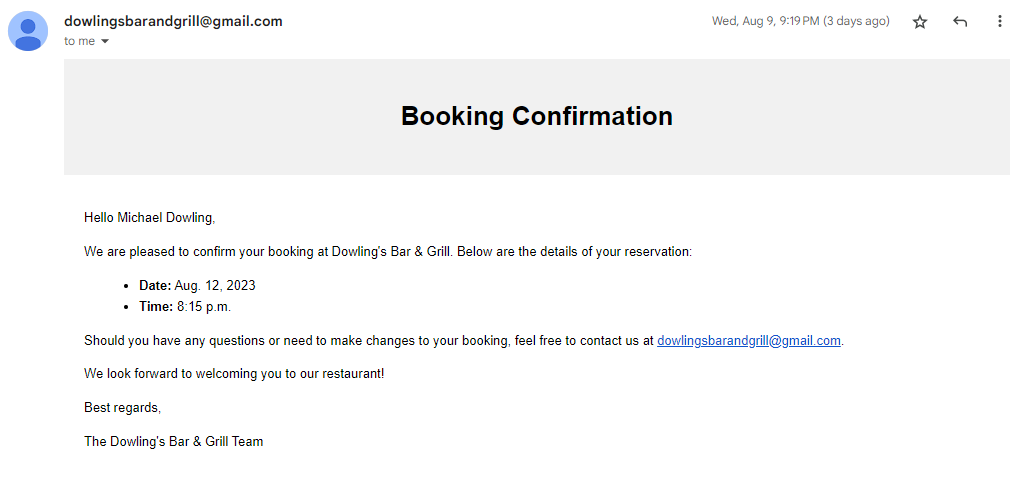 dowlingsbarandgrill@gmail.com
Wed, Aug 9, 9:19 PM (3 days ago)
to me
Booking Confirmation
Hello Michael Dowling,
We are pleased to confirm your booking at Dowling's Bar & Grill. Below are the details of your reservation:
• Date: Aug. 12, 2023
• Time: 8:15 p.m.
Should you have any questions or need to make changes to your booking, feel free to contact us at dowlingsbarandgrill@gmail.com.
We look forward to welcoming you to our restaurant!
Best regards,
The Dowling's Bar & Grill Team